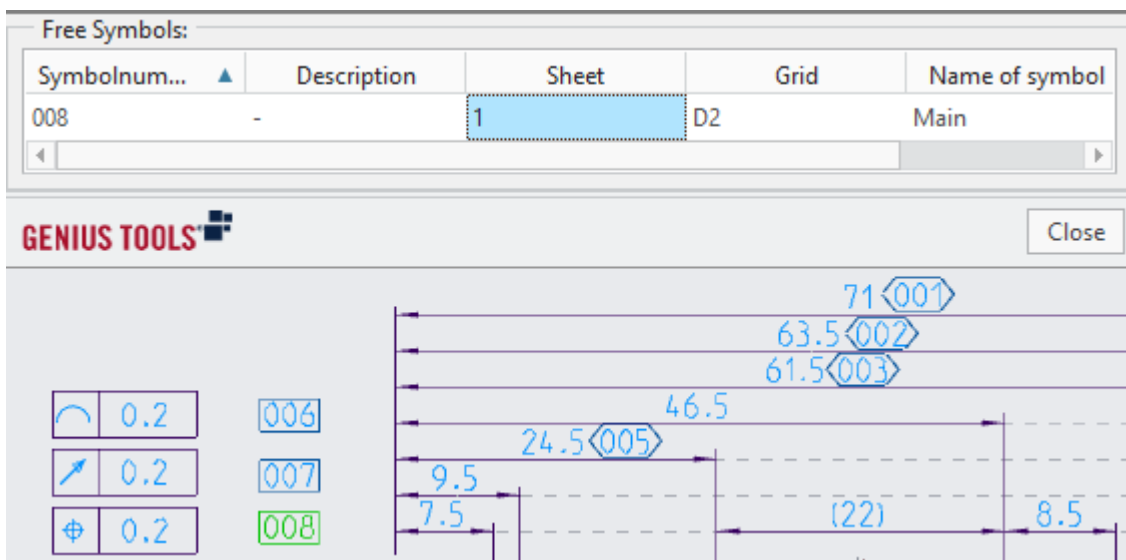 Free Symbols:
Symbolnum... Description Sheet Grid Name of symbol
008 - 1 D2 Main
GENIUS TOOLS® Close
71 001
63.5 002
61.5 003
0.2 006 46.5
24.5 005
0.2 007 9.5
0.2 008 7.5 (22) 8.5